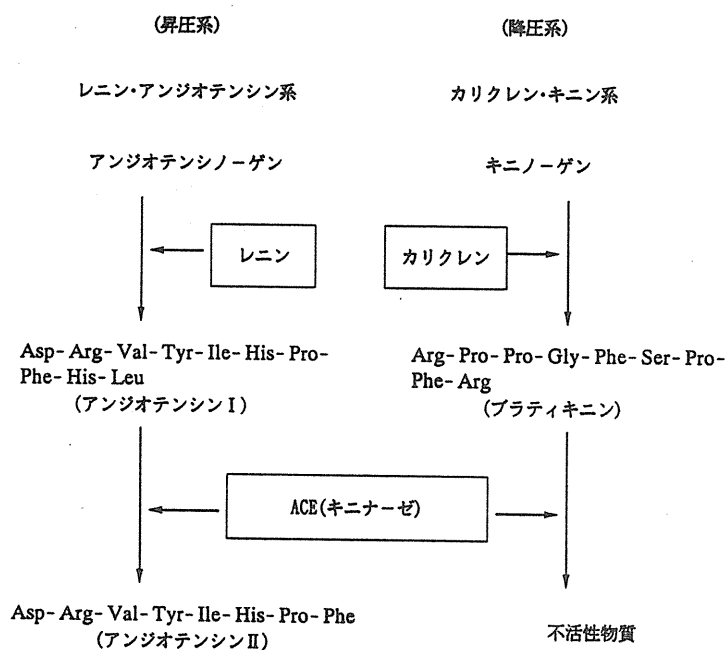 (昇圧系)
(降圧系)
レニン・アンジオテンシン系
カリクレン・キニン系
アンジオテンシノーゲン
キニノーゲン
レニン
カリクレン
Asp-Arg-Val-Tyr-Ile-His-Pro-
Phe-His-Leu
(アンジオテンシンⅠ)
Arg-Pro-Pro-Gly-Phe-Ser-Pro-
Phe-Arg
(ブラディキニン)
ACE(キニナーゼ)
Asp-Arg-Val-Tyr-Ile-His-Pro-Phe
(アンジオテンシンⅡ)
不活性物質